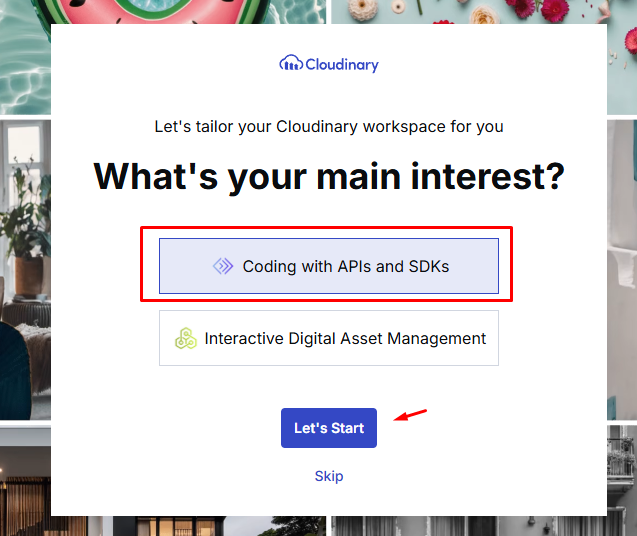 Cloudinary
Let's tailor your Cloudinary workspace for you
What's your main interest?
Coding with APIs and SDKs
Interactive Digital Asset Management
Let's Start
Skip